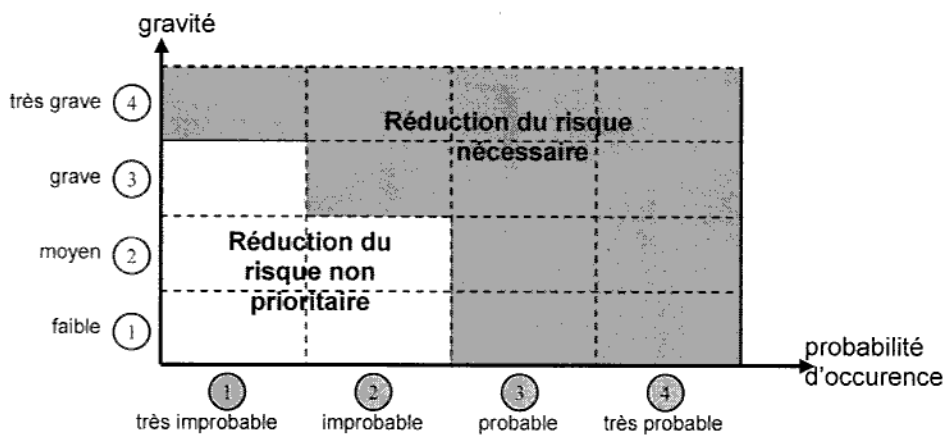 gravité
très grave 4
Réduction du risque
nécessaire
grave 3
moyen 2
Réduction du
risque non
prioritaire
faible 1
probabilité
d'occurence
1 2 3 4
très improbable improbable probable très probable